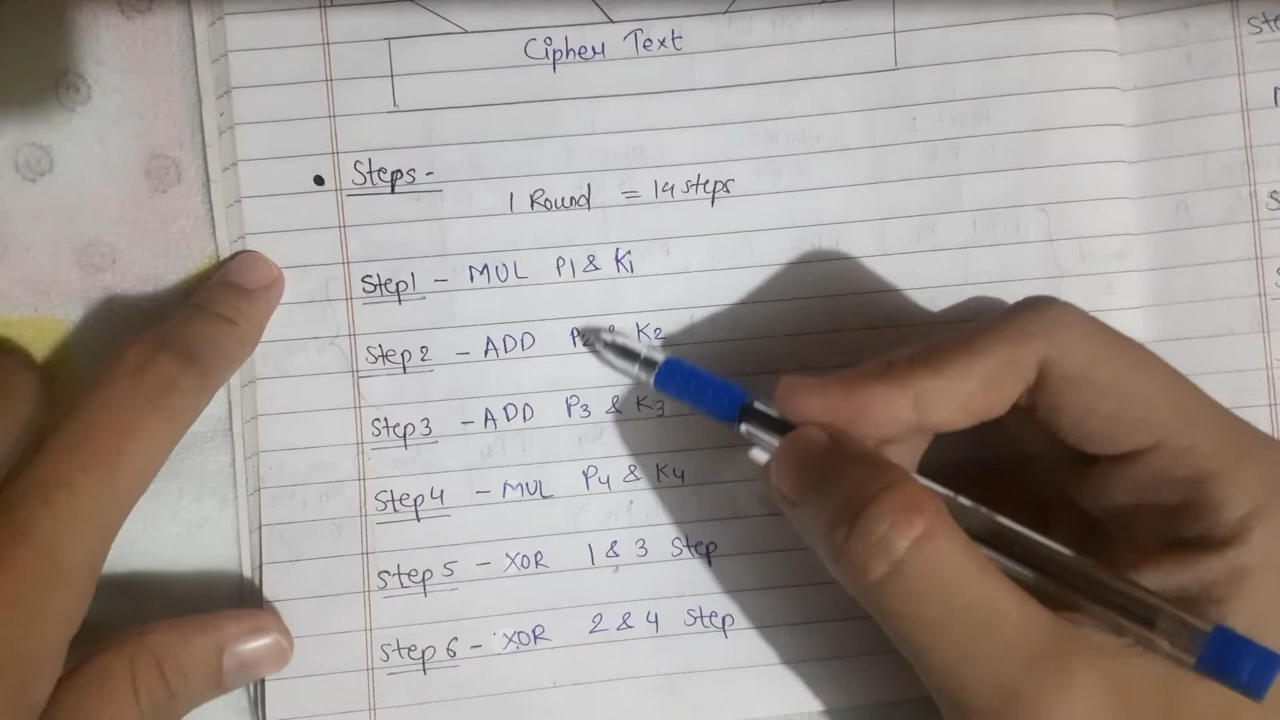 Cipher Text
• Steps-
1 Round = 14 steps
Step1 - MUL P1 & K1
Step 2 - ADD P2 & K2
Step3 - ADD P3 & K3
Step4 - MUL P4 & K4
Step 5 - XOR 1 & 3 Step
Step 6 - XOR 2 & 4 Step